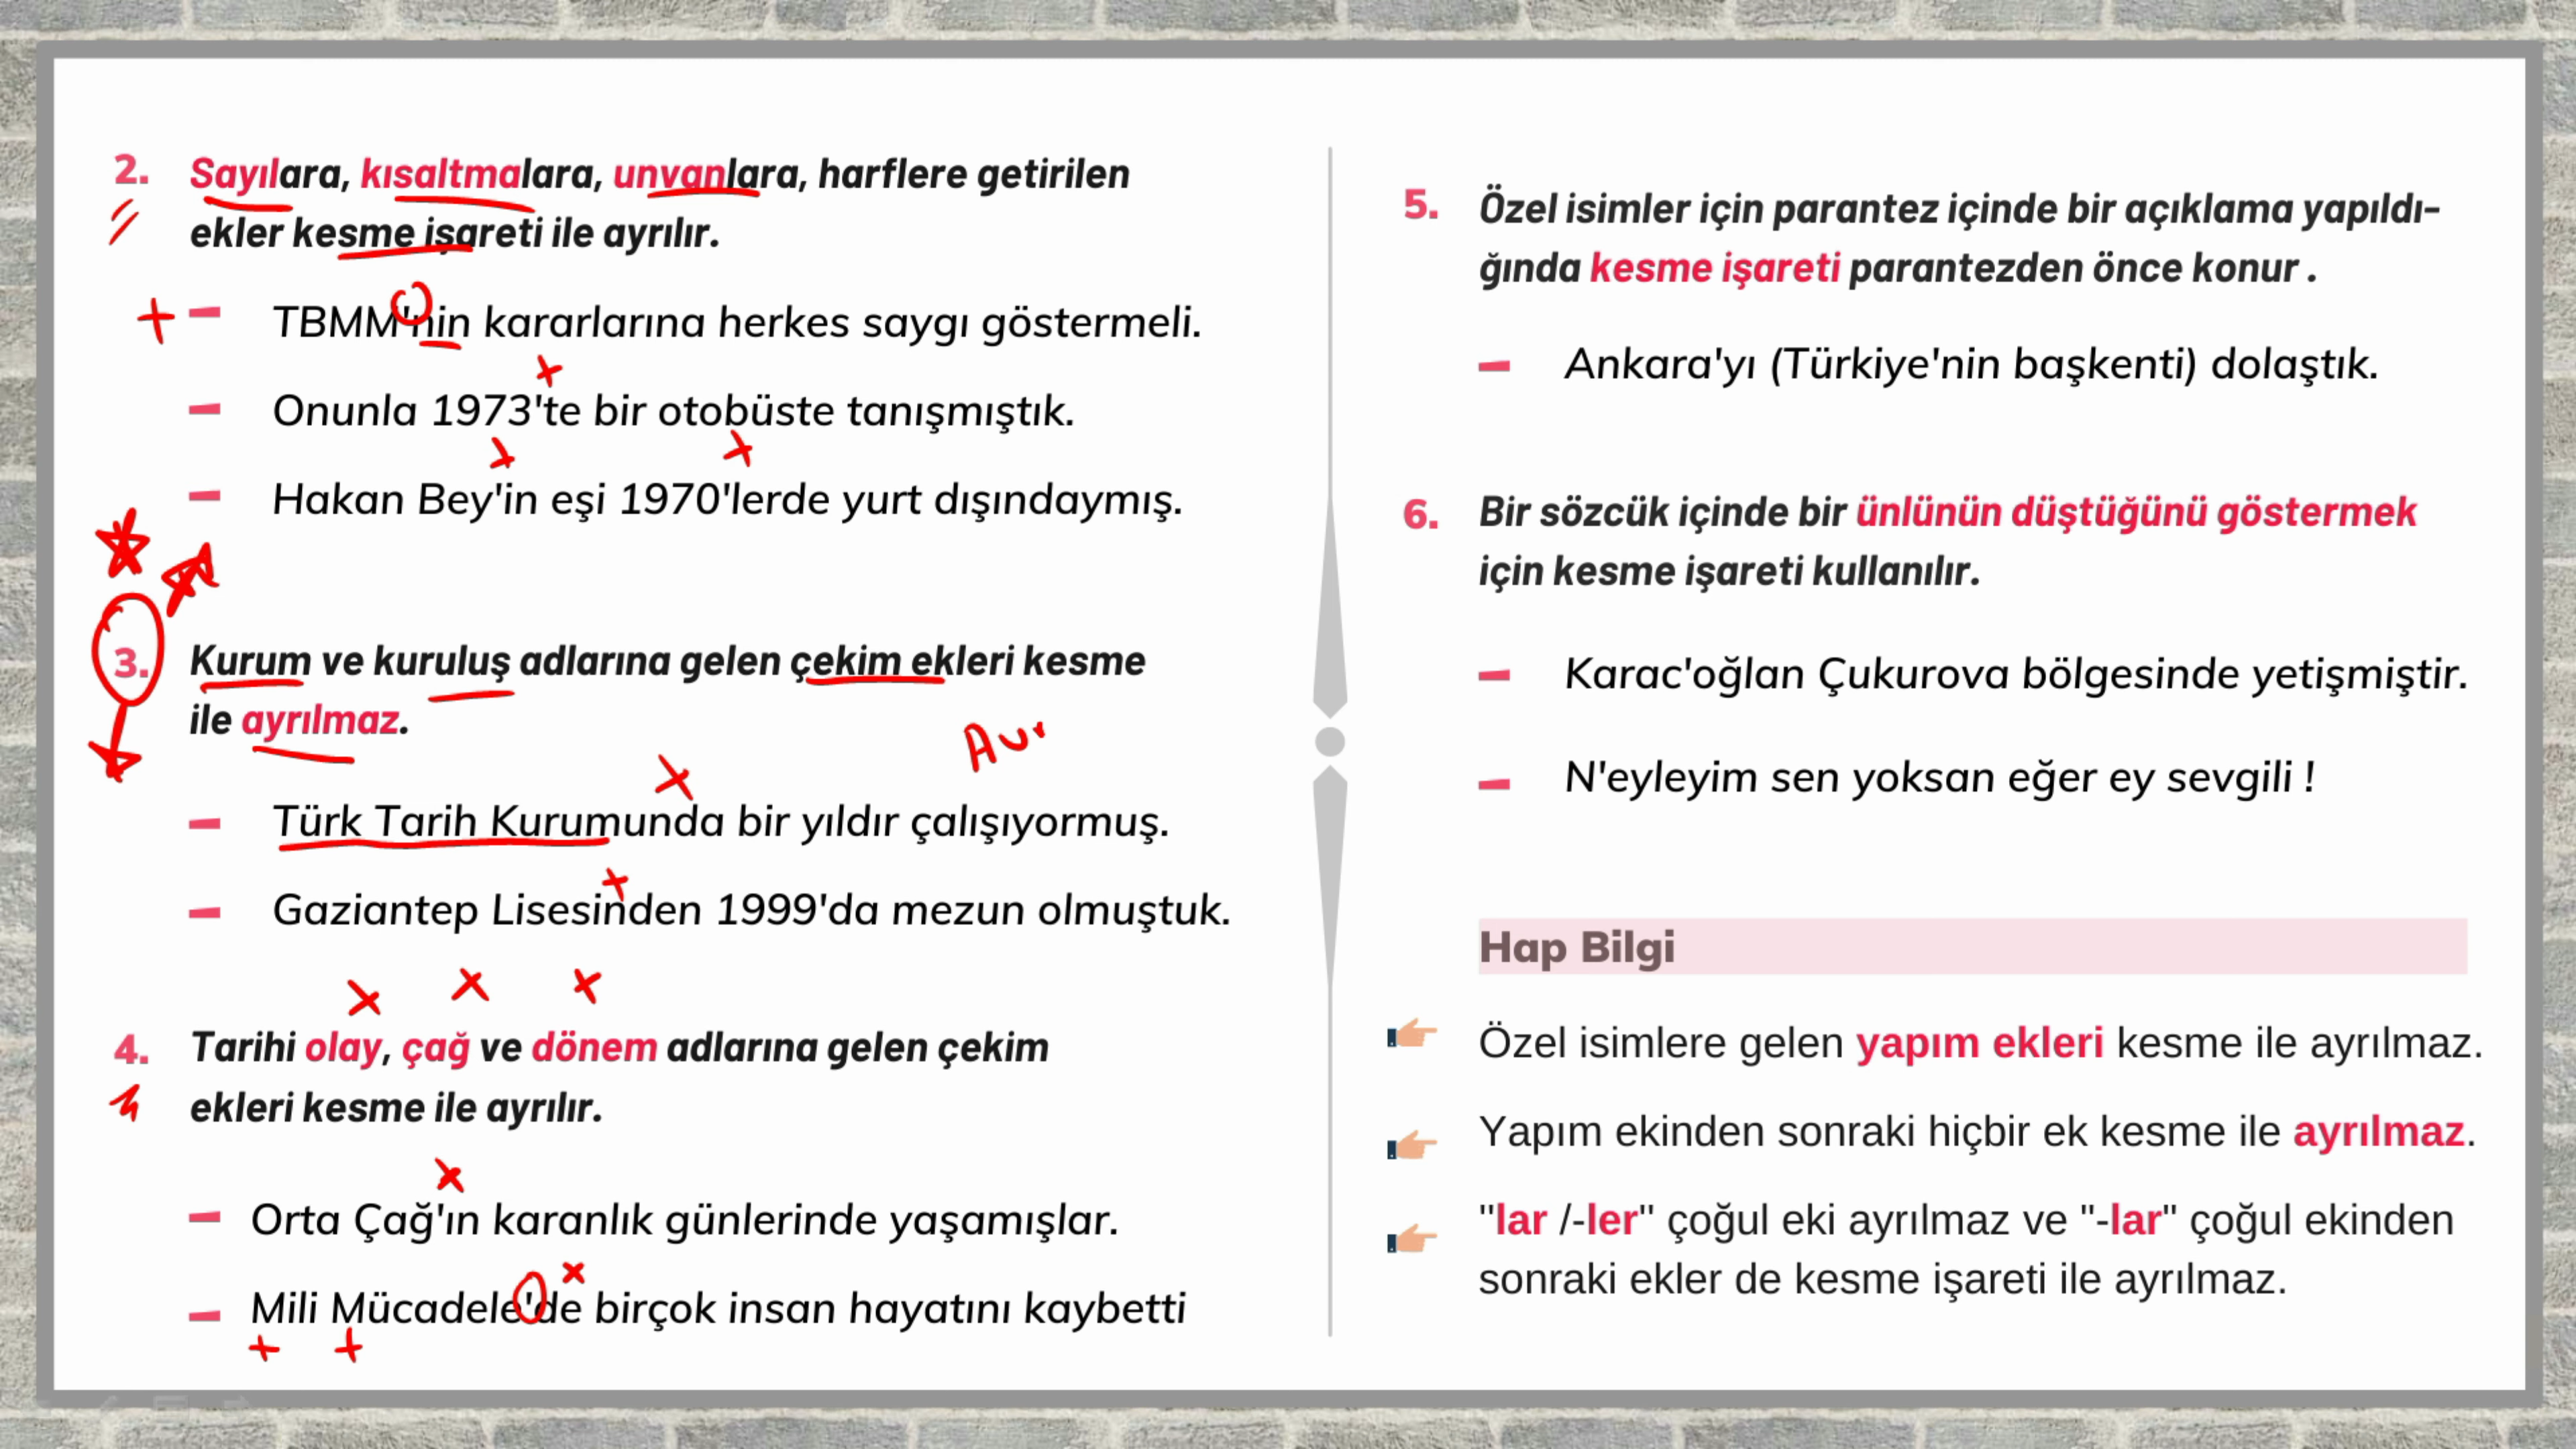 2. Sayılara, kısaltmalara, unvanlara, harflere getirilen
ekler kesme işareti ile ayrılır.
TBMM'nin kararlarına herkes saygı göstermeli.
Onunla 1973'te bir otobüste tanışmıştık.
Hakan Bey'in eşi 1970'lerde yurt dışındaymış.
3. Kurum ve kuruluş adlarına gelen çekim ekleri kesme
ile ayrılmaz.
Türk Tarih Kurumunda bir yıldır çalışıyormuş.
Gaziantep Lisesinden 1999'da mezun olmuştuk.
4. Tarihi olay, çağ ve dönem adlarına gelen çekim
ekleri kesme ile ayrılır.
Orta Çağ'ın karanlık günlerinde yaşamışlar.
Mili Mücadele'de birçok insan hayatını kaybetti
5. Özel isimler için parantez içinde bir açıklama yapıldı-
ğında kesme işareti parantezden önce konur .
Ankara'yı (Türkiye'nin başkenti) dolaştık.
6. Bir sözcük içinde bir ünlünün düştüğünü göstermek
için kesme işareti kullanılır.
Karac'oğlan Çukurova bölgesinde yetişmiştir.
N'eyleyim sen yoksan eğer ey sevgili !
Hap Bilgi
Özel isimlere gelen yapım ekleri kesme ile ayrılmaz.
Yapım ekinden sonraki hiçbir ek kesme ile ayrılmaz.
"lar /-ler" çoğul eki ayrılmaz ve "-lar" çoğul ekinden
sonraki ekler de kesme işareti ile ayrılmaz.